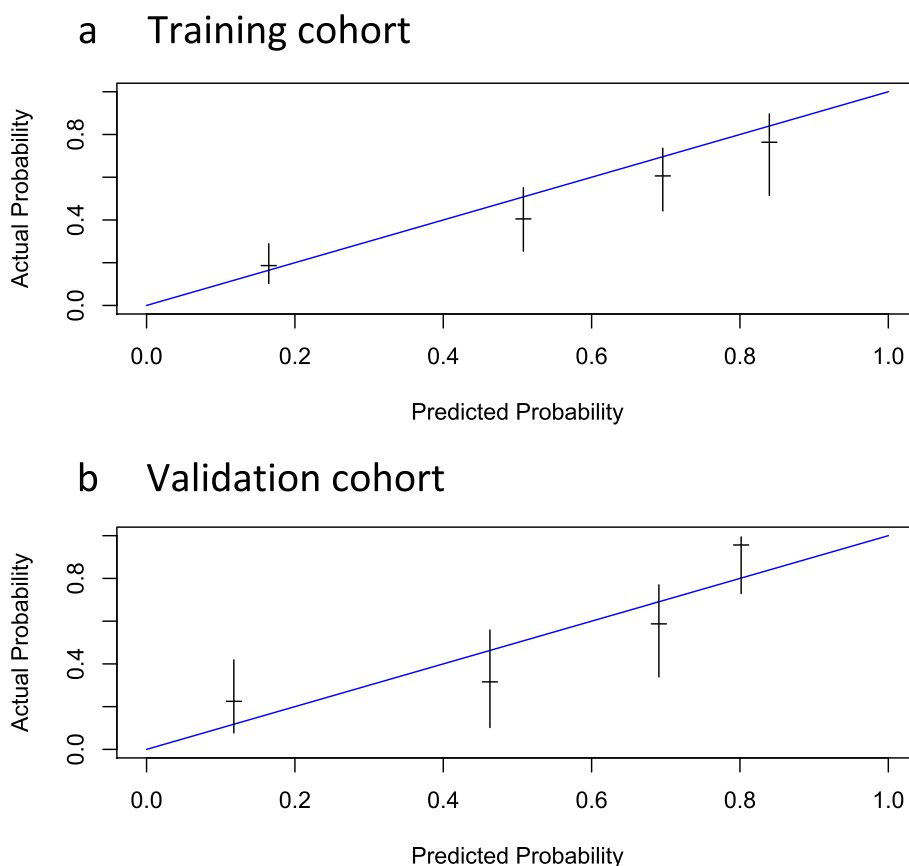 a Training cohort
Actual Probability
0.8
0.4
0.0
0.0 0.2 0.4 0.6 0.8 1.0
Predicted Probability
b Validation cohort
Actual Probability
0.8
0.4
0.0
0.0 0.2 0.4 0.6 0.8 1.0
Predicted Probability